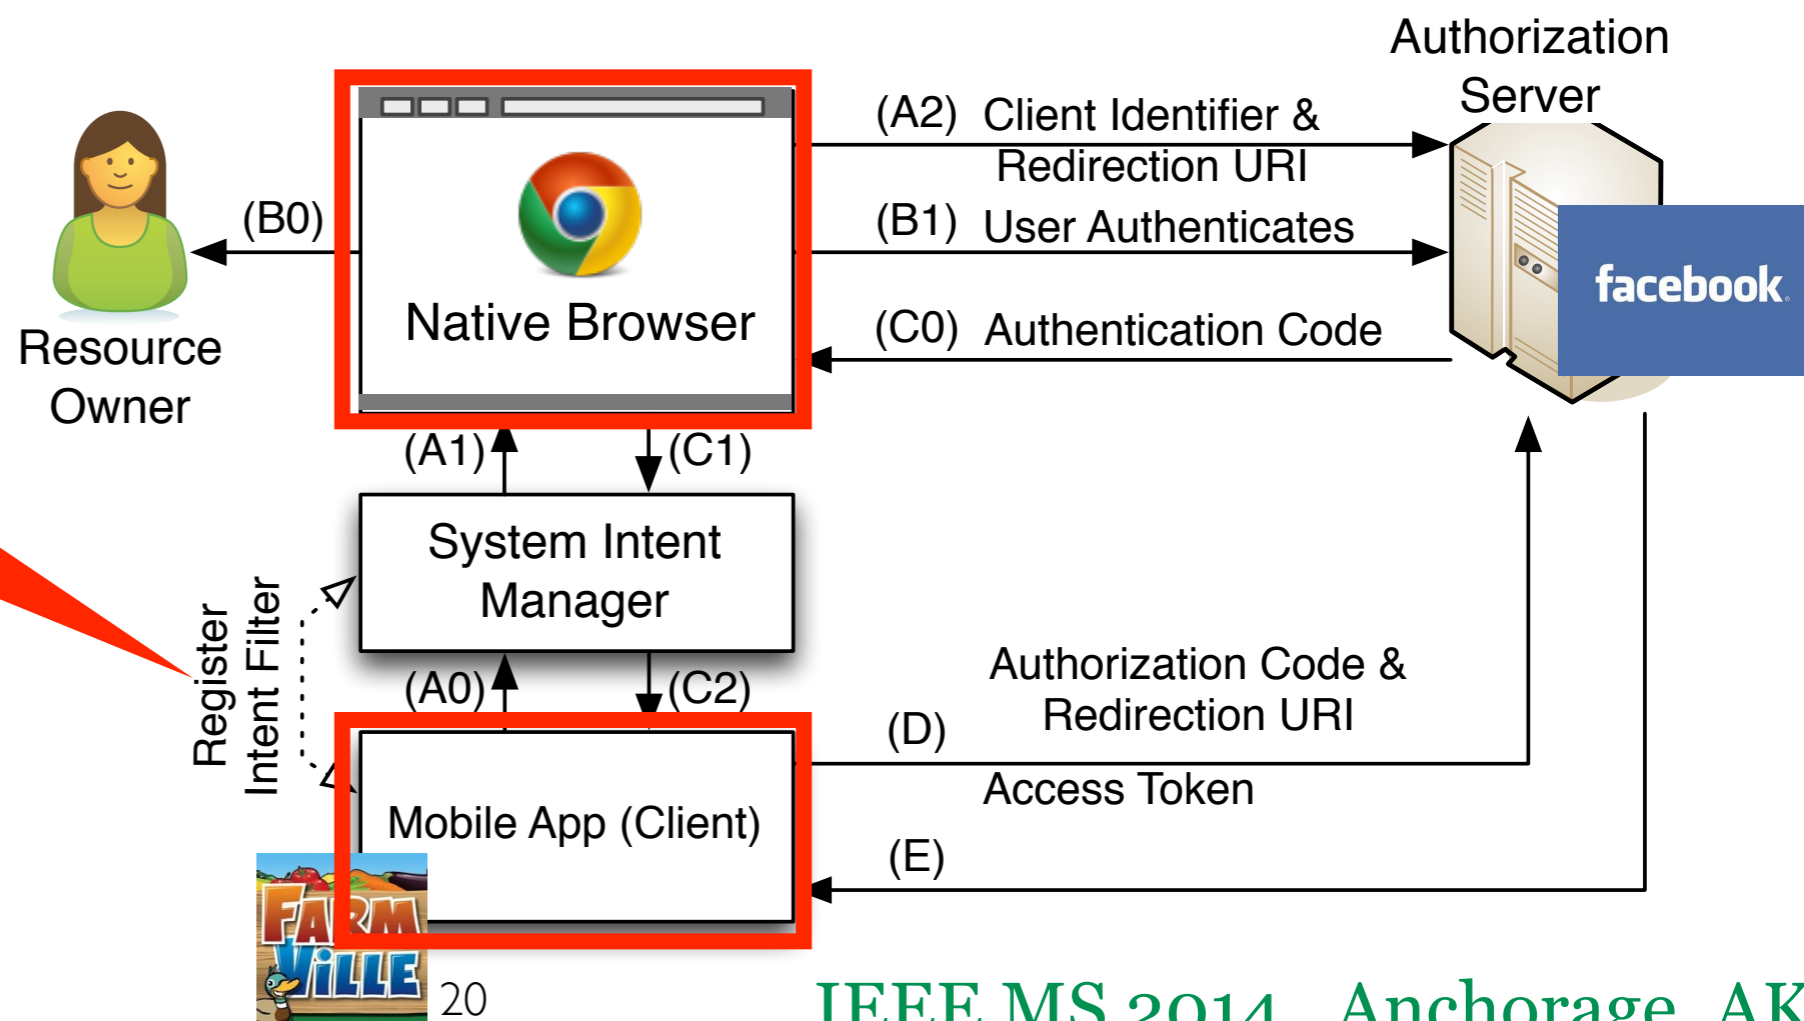 Authorization
Server
(A2) Client Identifier &
Redirection URI
(B0)
(B1) User Authenticates
facebook
Native Browser
(C0) Authentication Code
Resource
Owner
(A1)
(C1)
System Intent
Manager
Register
Intent Filter
(A0)
(C2)
Authorization Code &
Redirection URI
(D)
Access Token
Mobile App (Client)
(E)
FARM
VILLE
20
IEEE MS 2014, Anchorage, AK